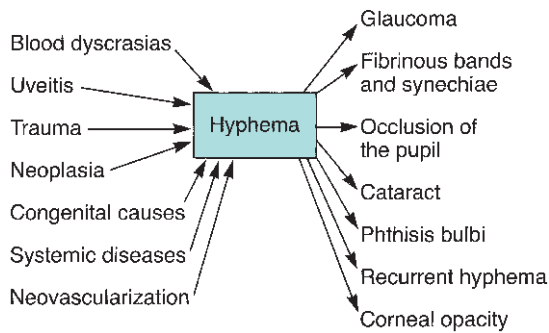 Blood dyscrasias
Uveitis
Trauma
Neoplasia
Congenital causes
Systemic diseases
Neovascularization
Hyphema
Glaucoma
Fibrinous bands
and synechiae
Occlusion of
the pupil
Cataract
Phthisis bulbi
Recurrent hyphema
Corneal opacity